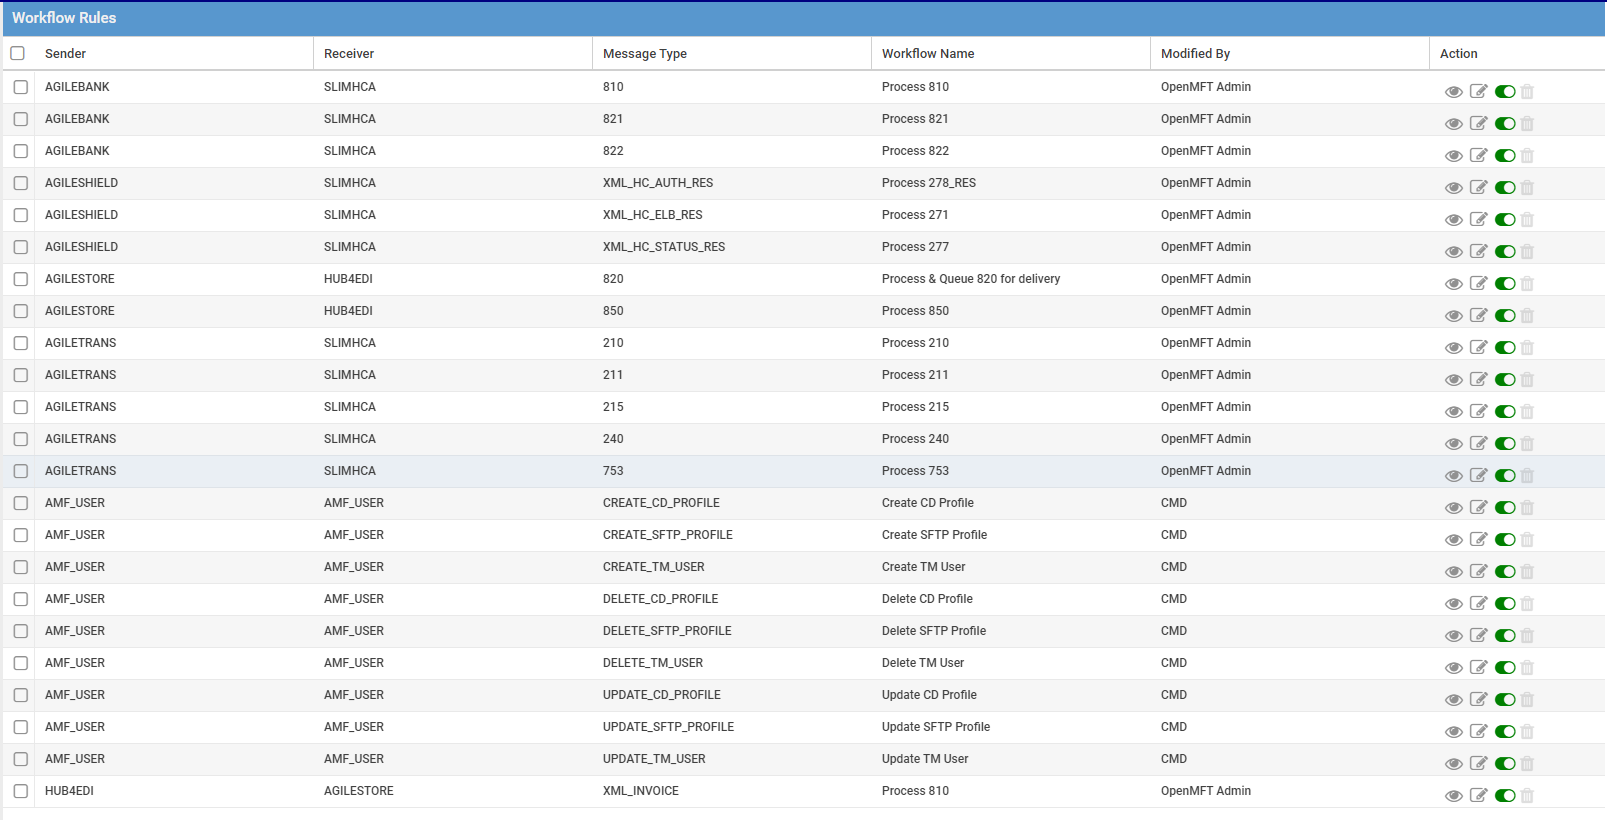 Workflow Rules
Sender Receiver Message Type Workflow Name Modified By Action
AGILEBANK SLIMHCA 810 Process 810 OpenMFT Admin
AGILEBANK SLIMHCA 821 Process 821 OpenMFT Admin
AGILEBANK SLIMHCA 822 Process 822 OpenMFT Admin
AGILESHIELD SLIMHCA XML_HC_AUTH_RES Process 278_RES OpenMFT Admin
AGILESHIELD SLIMHCA XML_HC_ELB_RES Process 271 OpenMFT Admin
AGILESHIELD SLIMHCA XML_HC_STATUS_RES Process 277 OpenMFT Admin
AGILESTORE HUB4EDI 820 Process & Queue 820 for delivery OpenMFT Admin
AGILESTORE HUB4EDI 850 Process 850 OpenMFT Admin
AGILETRANS SLIMHCA 210 Process 210 OpenMFT Admin
AGILETRANS SLIMHCA 211 Process 211 OpenMFT Admin
AGILETRANS SLIMHCA 215 Process 215 OpenMFT Admin
AGILETRANS SLIMHCA 240 Process 240 OpenMFT Admin
AGILETRANS SLIMHCA 753 Process 753 OpenMFT Admin
AMF_USER AMF_USER CREATE_CD_PROFILE Create CD Profile CMD
AMF_USER AMF_USER CREATE_SFTP_PROFILE Create SFTP Profile CMD
AMF_USER AMF_USER CREATE_TM_USER Create TM User CMD
AMF_USER AMF_USER DELETE_CD_PROFILE Delete CD Profile CMD
AMF_USER AMF_USER DELETE_SFTP_PROFILE Delete SFTP Profile CMD
AMF_USER AMF_USER DELETE_TM_USER Delete TM User CMD
AMF_USER AMF_USER UPDATE_CD_PROFILE Update CD Profile CMD
AMF_USER AMF_USER UPDATE_SFTP_PROFILE Update SFTP Profile CMD
AMF_USER AMF_USER UPDATE_TM_USER Update TM User CMD
HUB4EDI AGILESTORE XML_INVOICE Process 810 OpenMFT Admin